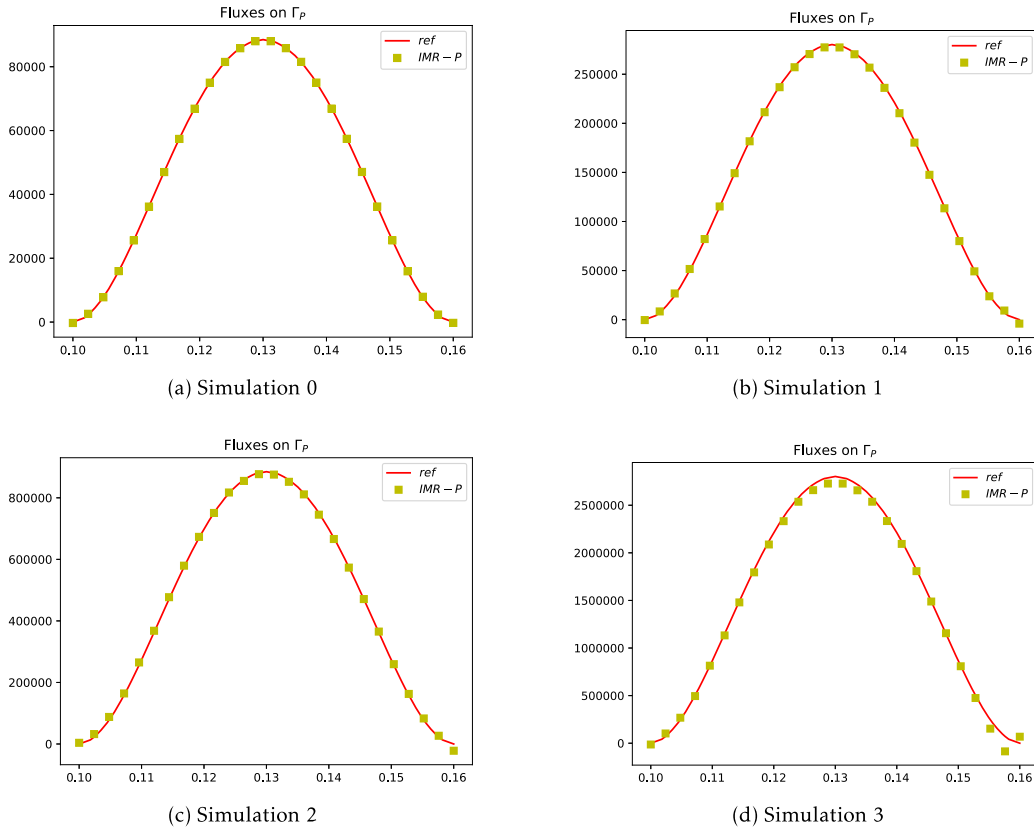 Fluxes on Γ_P
ref
IMR − P
80000
60000
40000
20000
0
0.10 0.11 0.12 0.13 0.14 0.15 0.16
(a) Simulation 0
Fluxes on Γ_P
ref
IMR − P
250000
200000
150000
100000
50000
0
0.10 0.11 0.12 0.13 0.14 0.15 0.16
(b) Simulation 1
Fluxes on Γ_P
ref
IMR − P
800000
600000
400000
200000
0
0.10 0.11 0.12 0.13 0.14 0.15 0.16
(c) Simulation 2
Fluxes on Γ_P
ref
IMR − P
2500000
2000000
1500000
1000000
500000
0
0.10 0.11 0.12 0.13 0.14 0.15 0.16
(d) Simulation 3